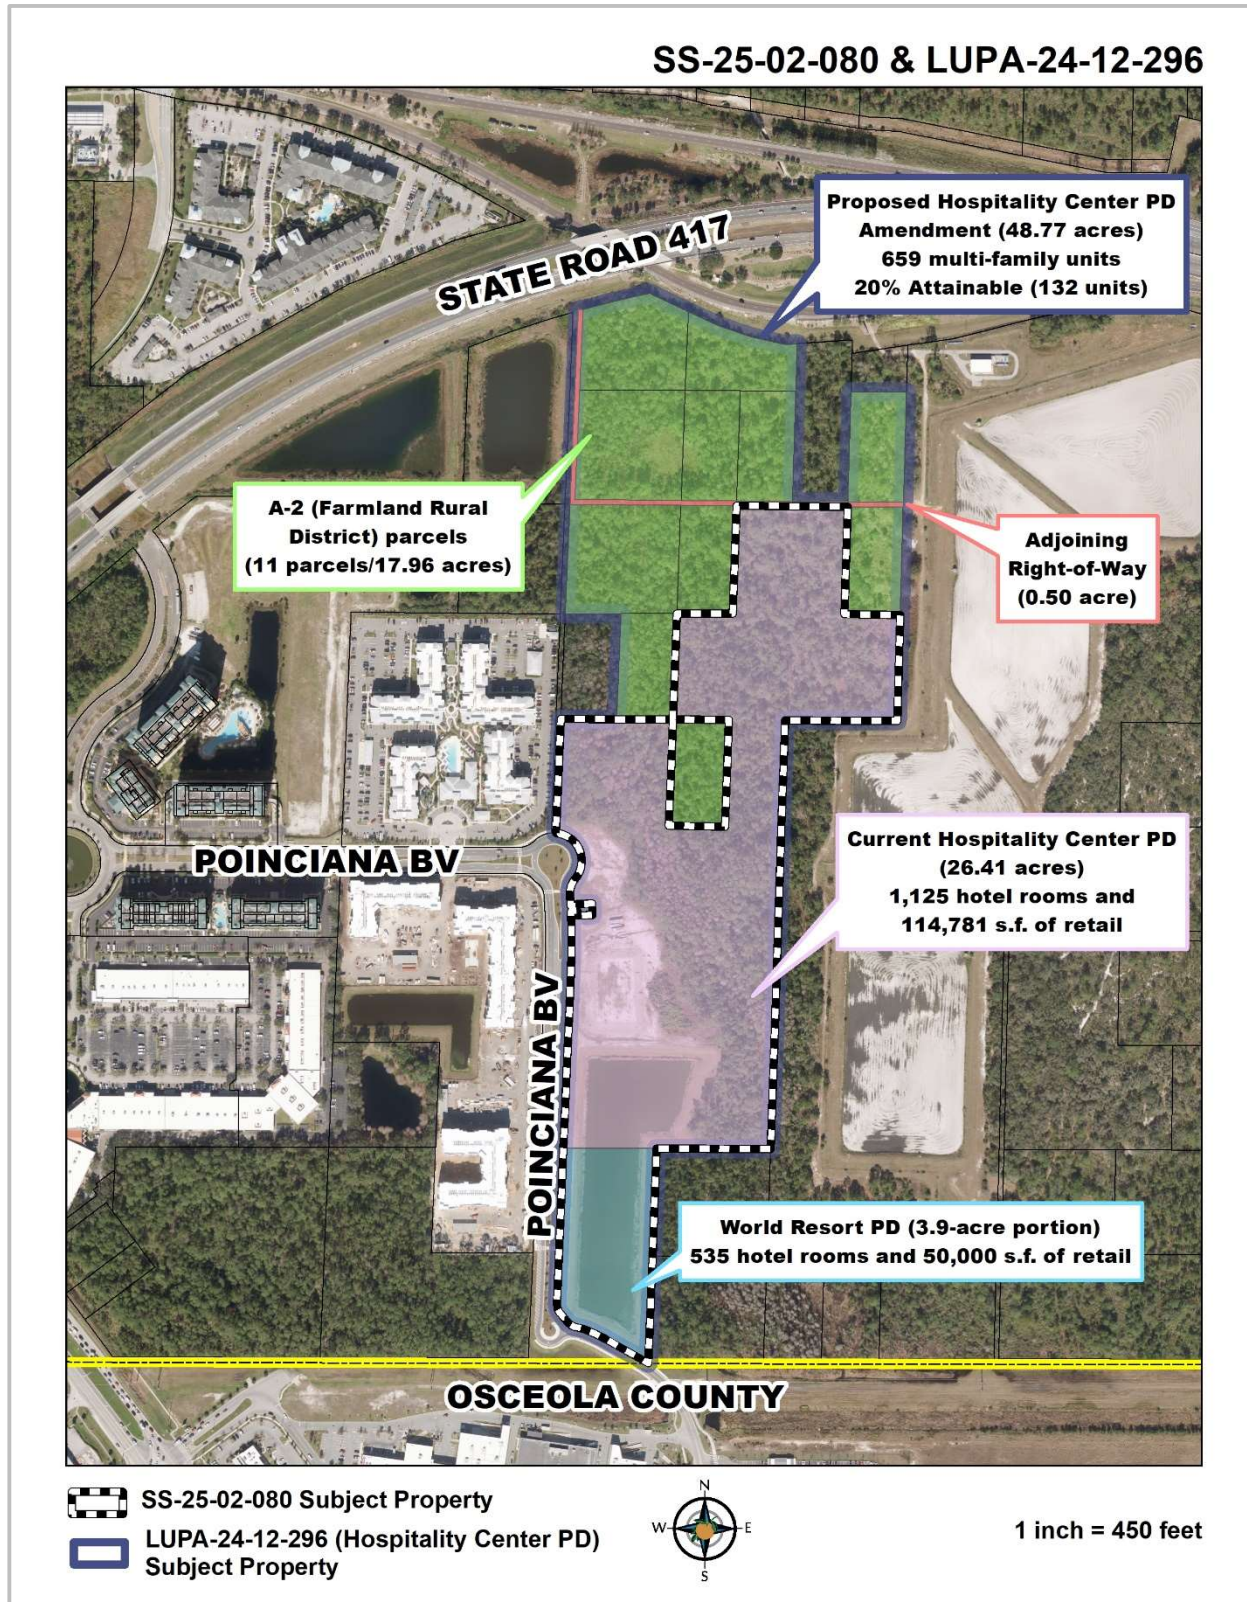 SS-25-02-080 & LUPA-24-12-296
Proposed Hospitality Center PD
Amendment (48.77 acres)
659 multi-family units
20% Attainable (132 units)
STATE ROAD 417
A-2 (Farmland Rural
District) parcels
(11 parcels/17.96 acres)
Adjoining
Right-of-Way
(0.50 acre)
Current Hospitality Center PD
(26.41 acres)
1,125 hotel rooms and
114,781 s.f. of retail
POINCIANA BV
POINCIANA BV
World Resort PD (3.9-acre portion)
535 hotel rooms and 50,000 s.f. of retail
OSCEOLA COUNTY
SS-25-02-080 Subject Property
LUPA-24-12-296 (Hospitality Center PD)
Subject Property
N
W E
S
1 inch = 450 feet